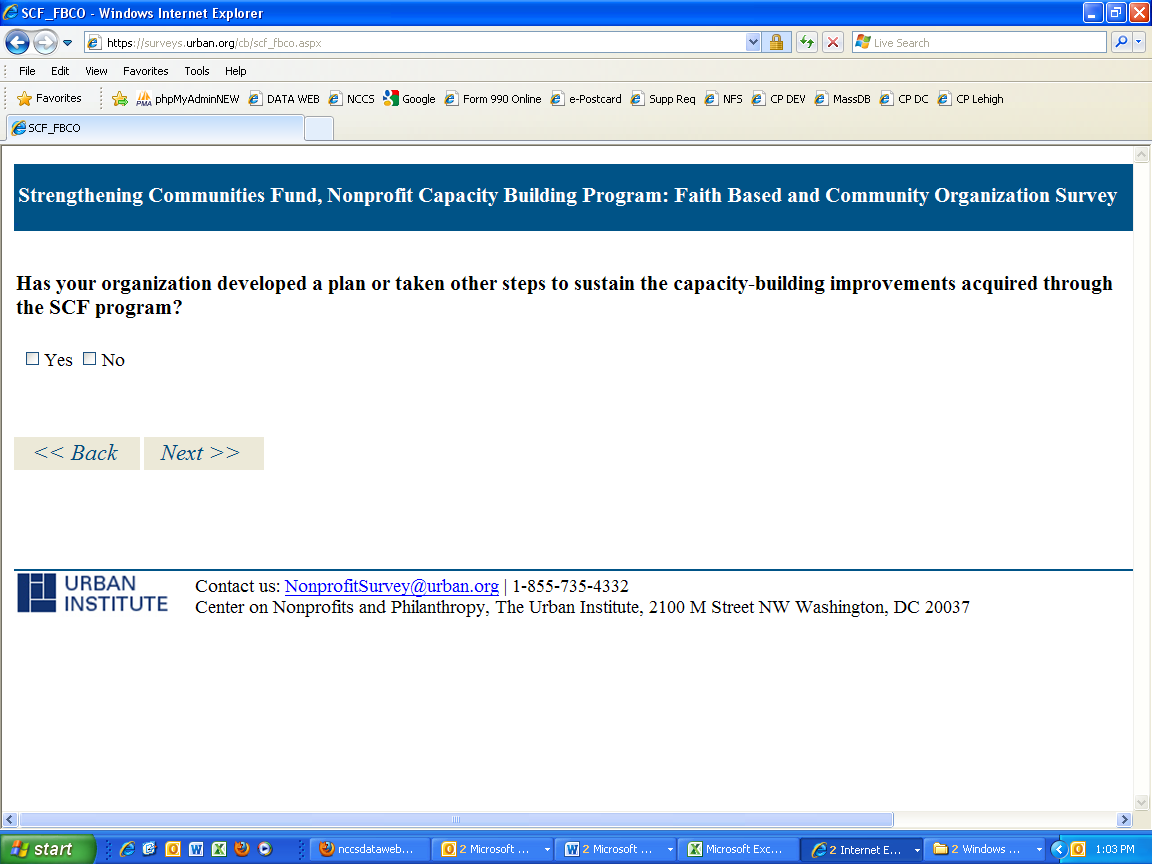 SCF_FBCO - Windows Internet Explorer
https://surveys.urban.org/cb/scf_fbco.aspx
Live Search
File Edit View Favorites Tools Help
Favorites phpMyAdminNEW DATA WEB NCCS Google Form 990 Online e-Postcard Supp Req NFS CP DEV MassDB CP DC CP Lehigh
SCF_FBCO
Strengthening Communities Fund, Nonprofit Capacity Building Program: Faith Based and Community Organization Survey
Has your organization developed a plan or taken other steps to sustain the capacity-building improvements acquired through
the SCF program?
Yes No
<< Back Next >>
URBAN
INSTITUTE
Contact us: NonprofitSurvey@urban.org | 1-855-735-4332
Center on Nonprofits and Philanthropy, The Urban Institute, 2100 M Street NW Washington, DC 20037
start nccsdataweb... 2 Microsoft ... 2 Microsoft ... Microsoft Exc... 2 Internet E... 2 Windows ... 1:03 PM